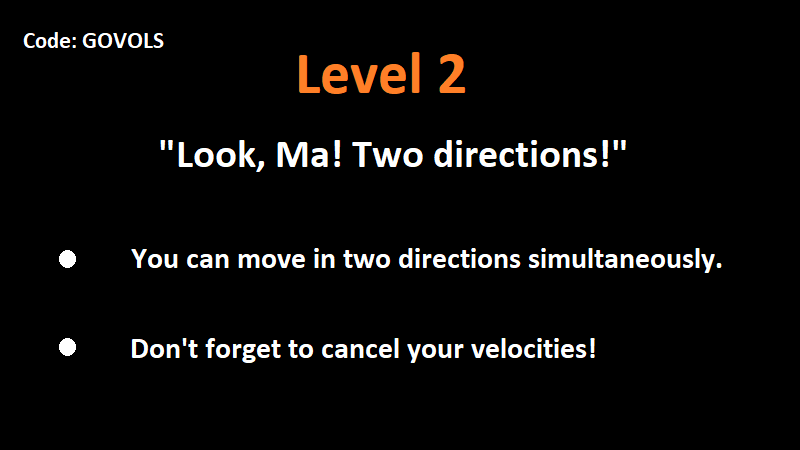 Code: GOVOLS
Level 2
"Look, Ma! Two directions!"
You can move in two directions simultaneously.
Don't forget to cancel your velocities!